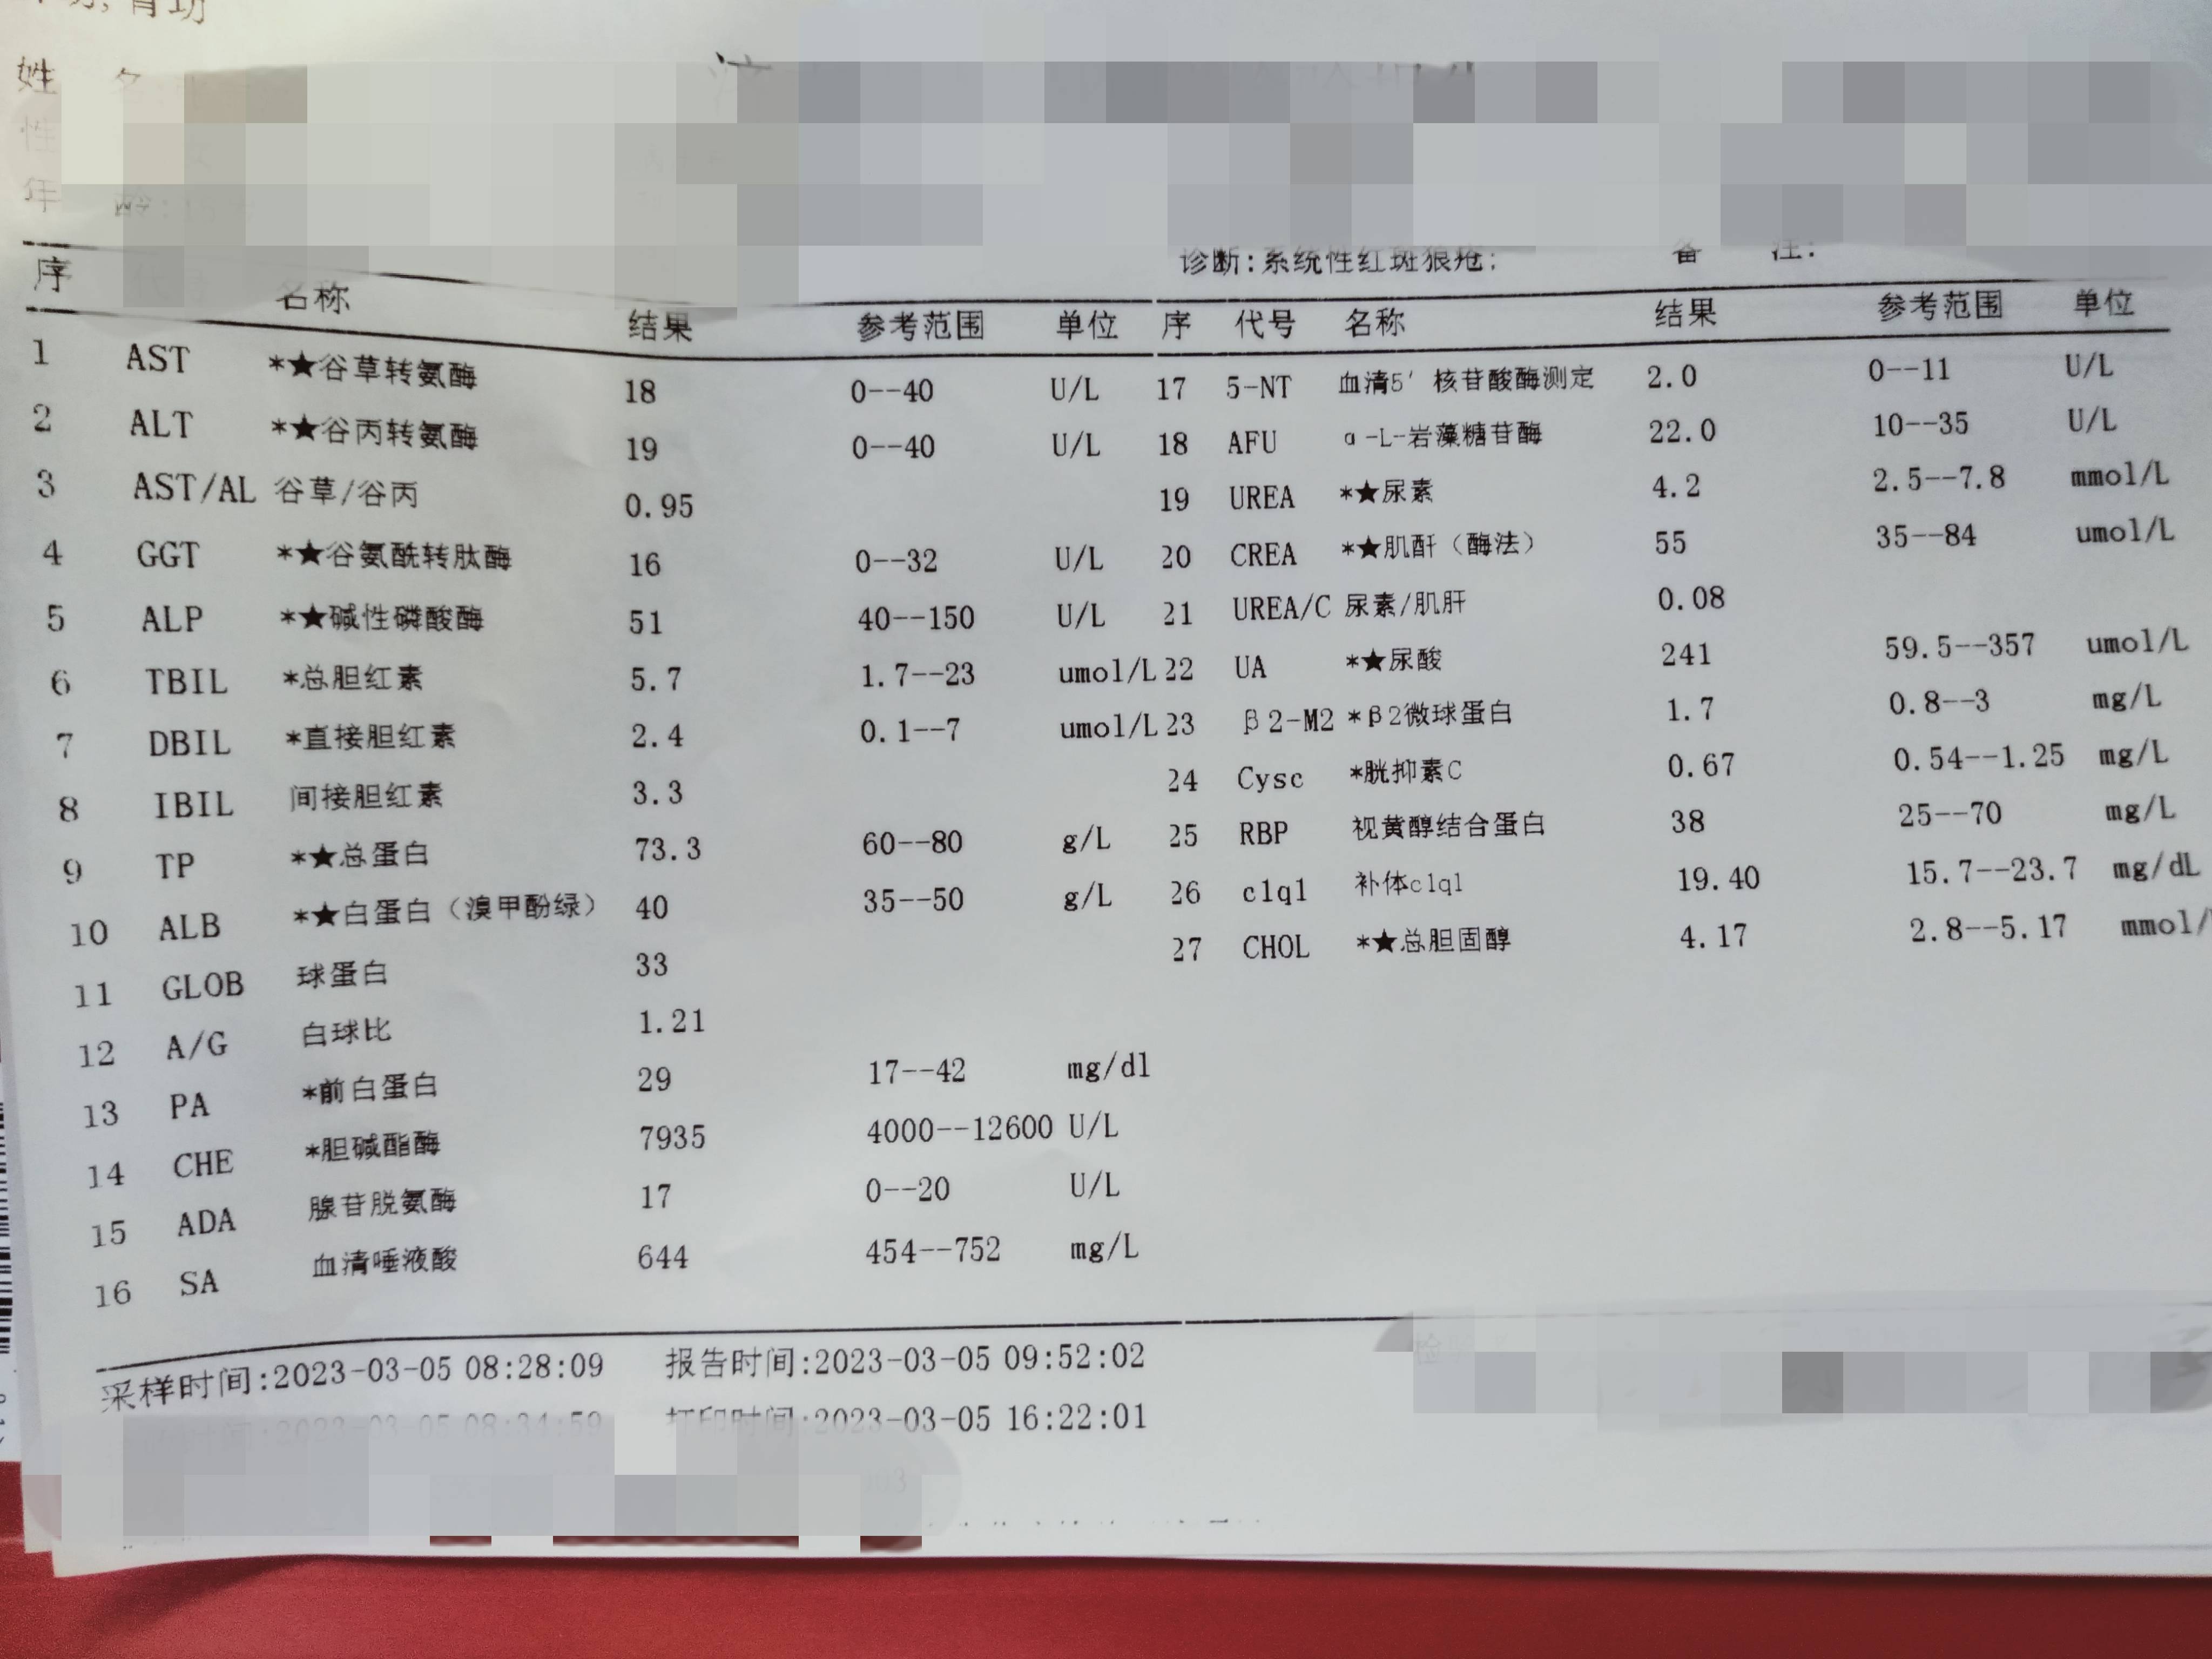 姓 名
性
年 龄:
诊断:系统性红斑狼疮; 备 注:
序 代号 名称 结果 参考范围 单位 序 代号 名称 结果 参考范围 单位
1 AST *★谷草转氨酶 18 0--40 U/L 17 5-NT 血清5′核苷酸酶测定 2.0 0--11 U/L
2 ALT *★谷丙转氨酶 19 0--40 U/L 18 AFU α-L-岩藻糖苷酶 22.0 10--35 U/L
3 AST/AL 谷草/谷丙 0.95 19 UREA *★尿素 4.2 2.5--7.8 mmol/L
4 GGT *★谷氨酰转肽酶 16 0--32 U/L 20 CREA *★肌酐（酶法） 55 35--84 umol/L
5 ALP *★碱性磷酸酶 51 40--150 U/L 21 UREA/C 尿素/肌肝 0.08
6 TBIL *总胆红素 5.7 1.7--23 umol/L 22 UA *★尿酸 241 59.5--357 umol/L
7 DBIL *直接胆红素 2.4 0.1--7 umol/L 23 β2-M2 *β2微球蛋白 1.7 0.8--3 mg/L
8 IBIL 间接胆红素 3.3 24 Cysc *胱抑素C 0.67 0.54--1.25 mg/L
9 TP *★总蛋白 73.3 60--80 g/L 25 RBP 视黄醇结合蛋白 38 25--70 mg/L
10 ALB *★白蛋白（溴甲酚绿） 40 35--50 g/L 26 c1q1 补体c1q1 19.40 15.7--23.7 mg/dL
11 GLOB 球蛋白 33 27 CHOL *★总胆固醇 4.17 2.8--5.17 mmol/
12 A/G 白球比 1.21
13 PA *前白蛋白 29 17--42 mg/dl
14 CHE *胆碱酯酶 7935 4000--12600 U/L
15 ADA 腺苷脱氨酶 17 0--20 U/L
16 SA 血清唾液酸 644 454--752 mg/L
采样时间:2023-03-05 08:28:09 报告时间:2023-03-05 09:52:02
时间:2023-03-05 08:34:59 打印时间:2023-03-05 16:22:01